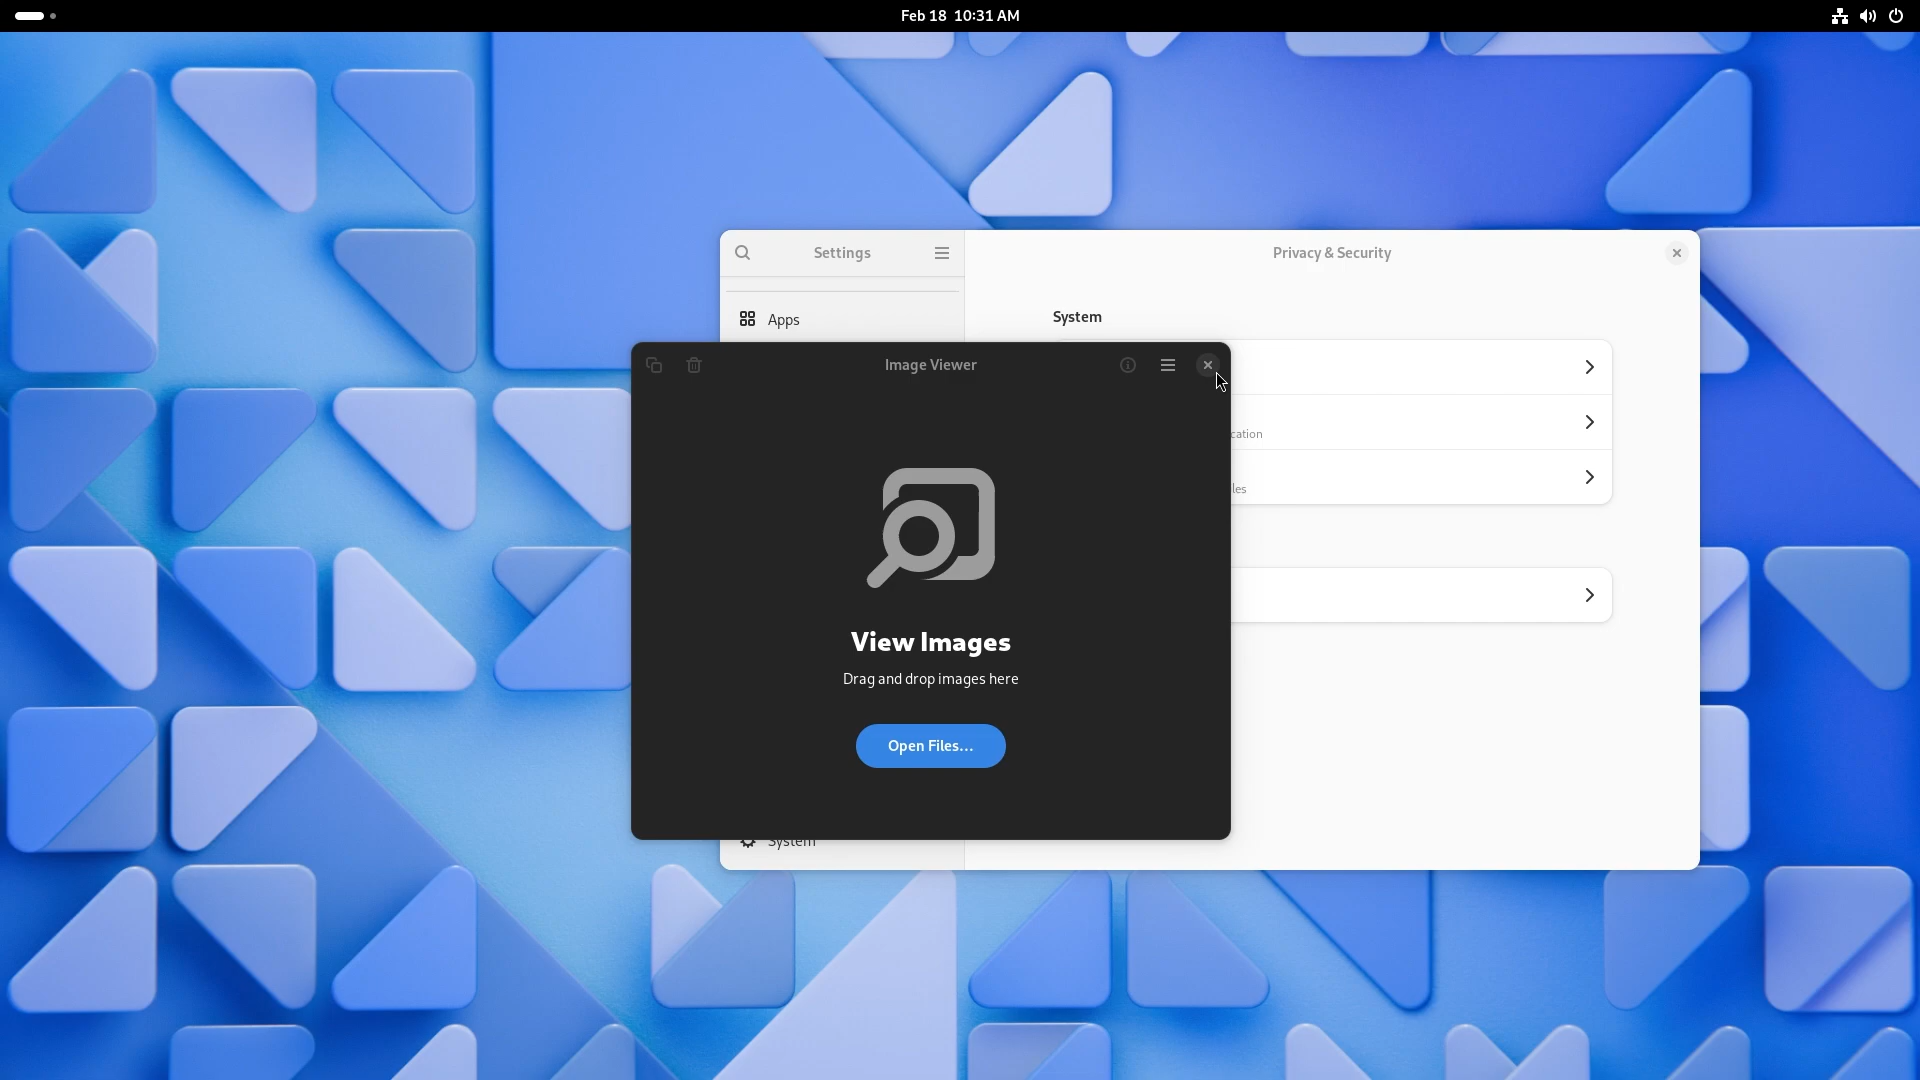 Feb 18 10:31 AM
Settings
Privacy & Security
Apps
System
Image Viewer
cation
les
View Images
Drag and drop images here
Open Files...
System